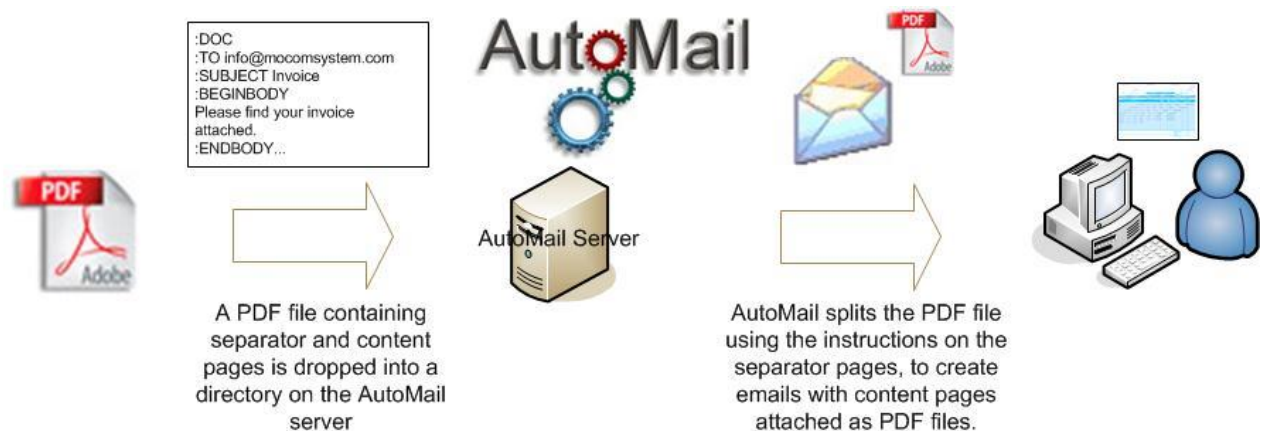 :DOC
:TO info@mocomsystem.com
:SUBJECT Invoice
:BEGINBODY
Please find your invoice
attached.
:ENDBODY...
AutoMail
PDF
PDF
Adobe
AutoMail Server
A PDF file containing
separator and content
pages is dropped into a
directory on the AutoMail
server
AutoMail splits the PDF file
using the instructions on the
separator pages, to create
emails with content pages
attached as PDF files.